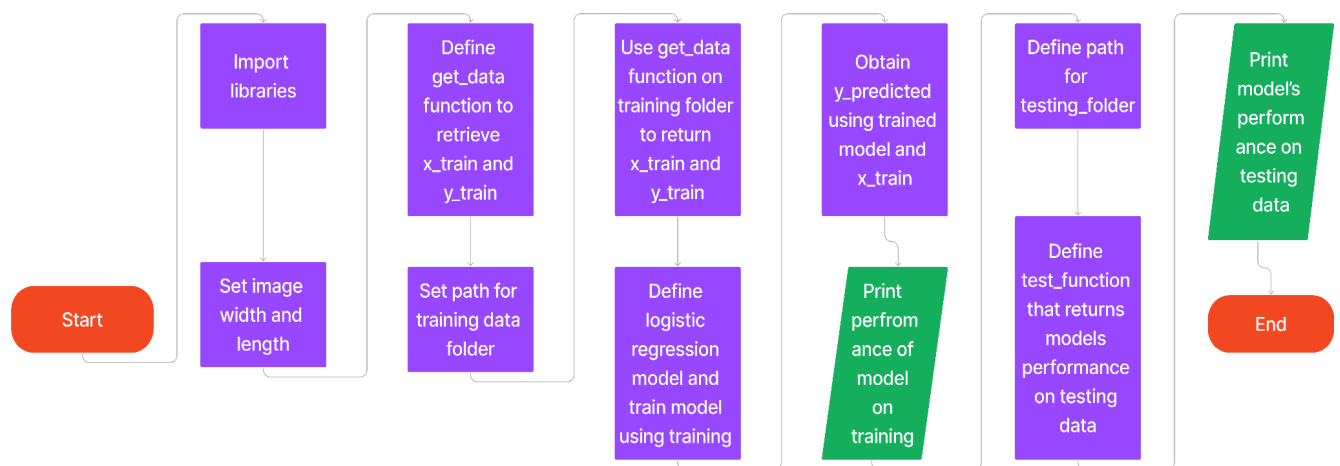 Start
Import
libraries
Set image
width and
length
Define
get_data
function to
retrieve
x_train and
y_train
Set path for
training data
folder
Use get_data
function on
training folder
to return
x_train and
y_train
Define
logistic
regression
model and
train model
using training
Obtain
y_predicted
using trained
model and
x_train
Print
perfrom
ance of
model
on
training
Define path
for
testing_folder
Define
test_function
that returns
models
performance
on testing
data
Print
model’s
perform
ance on
testing
data
End